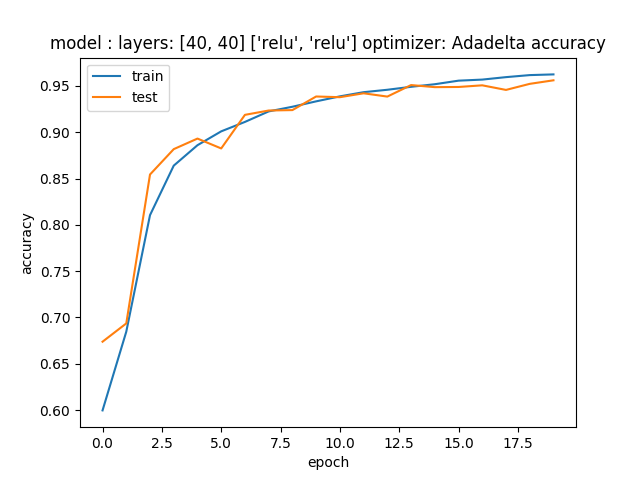 model : layers: [40, 40] ['relu', 'relu'] optimizer: Adadelta accuracy
train
test
0.95
0.90
0.85
0.80
0.75
0.70
0.65
0.60
accuracy
0.0 2.5 5.0 7.5 10.0 12.5 15.0 17.5
epoch